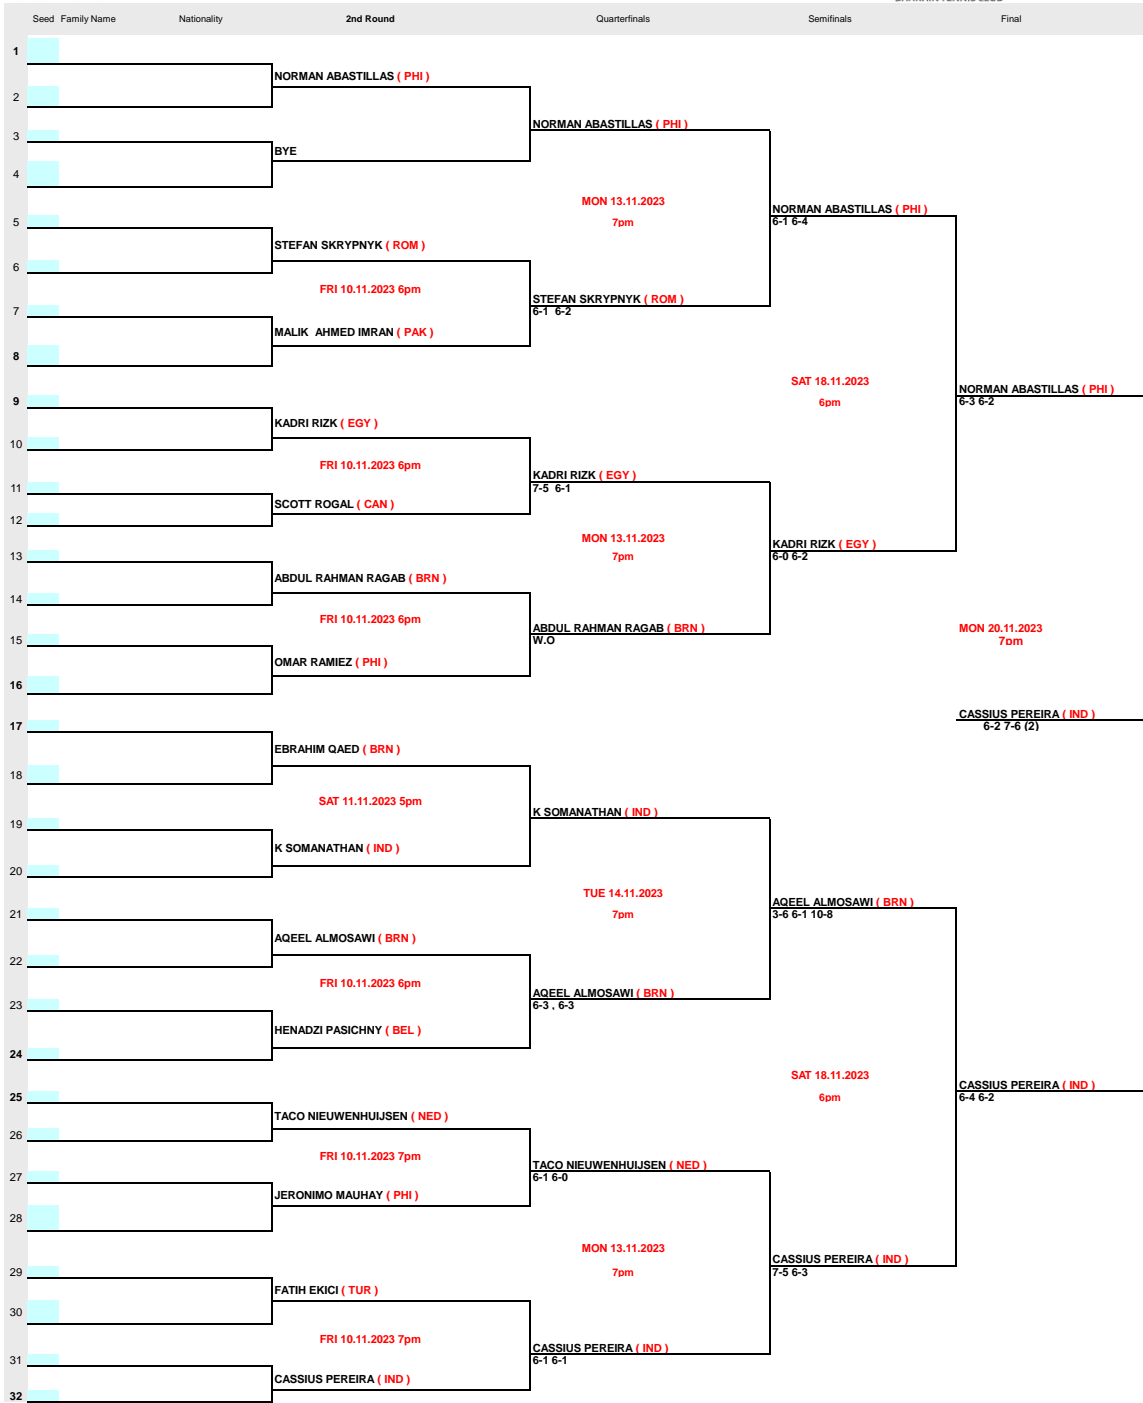 Seed Family Name Nationality 2nd Round Quarterfinals Semifinals Final
1
NORMAN ABASTILLAS ( PHI )
2
NORMAN ABASTILLAS ( PHI )
3
BYE
4
MON 13.11.2023
7pm
NORMAN ABASTILLAS ( PHI )
6-1 6-4
5
STEFAN SKRYPNYK ( ROM )
6
FRI 10.11.2023 6pm
STEFAN SKRYPNYK ( ROM )
6-1 6-2
7
MALIK AHMED IMRAN ( PAK )
8
SAT 18.11.2023
6pm
NORMAN ABASTILLAS ( PHI )
6-3 6-2
9
KADRI RIZK ( EGY )
10
FRI 10.11.2023 6pm
KADRI RIZK ( EGY )
7-5 6-1
11
SCOTT ROGAL ( CAN )
12
MON 13.11.2023
7pm
KADRI RIZK ( EGY )
6-0 6-2
13
ABDUL RAHMAN RAGAB ( BRN )
14
FRI 10.11.2023 6pm
ABDUL RAHMAN RAGAB ( BRN )
W.O
15
MON 20.11.2023
7pm
OMAR RAMIEZ ( PHI )
16
CASSIUS PEREIRA ( IND )
6-2 7-6 (2)
17
EBRAHIM QAED ( BRN )
18
SAT 11.11.2023 5pm
K SOMANATHAN ( IND )
19
K SOMANATHAN ( IND )
20
TUE 14.11.2023
7pm
AQEEL ALMOSAWI ( BRN )
3-6 6-1 10-8
21
AQEEL ALMOSAWI ( BRN )
22
FRI 10.11.2023 6pm
AQEEL ALMOSAWI ( BRN )
6-3 , 6-3
23
HENADZI PASICHNY ( BEL )
24
SAT 18.11.2023
6pm
CASSIUS PEREIRA ( IND )
6-4 6-2
25
TACO NIEUWENHUIJSEN ( NED )
26
FRI 10.11.2023 7pm
TACO NIEUWENHUIJSEN ( NED )
6-1 6-0
27
JERONIMO MAUHAY ( PHI )
28
MON 13.11.2023
7pm
CASSIUS PEREIRA ( IND )
7-5 6-3
29
FATIH EKICI ( TUR )
30
FRI 10.11.2023 7pm
CASSIUS PEREIRA ( IND )
6-1 6-1
31
CASSIUS PEREIRA ( IND )
32